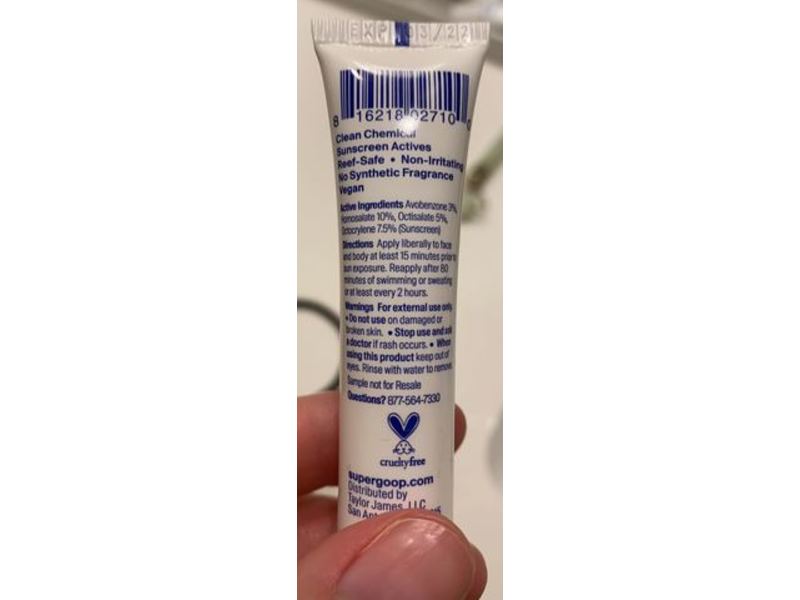 EXP 03/22
8 16218 02710 0
Clean Chemical
Sunscreen Actives
Reef-Safe • Non-Irritating
No Synthetic Fragrance
Vegan
Active Ingredients Avobenzone 3%,
Homosalate 10%, Octisalate 5%,
Octocrylene 7.5% (Sunscreen)
Directions Apply liberally to face
and body at least 15 minutes prior to
sun exposure. Reapply after 80
minutes of swimming or sweating
or at least every 2 hours.
Warnings For external use only.
• Do not use on damaged or
broken skin. • Stop use and ask
a doctor if rash occurs. • When
using this product keep out of
eyes. Rinse with water to remove.
Sample not for Resale
Questions? 877-564-7330
crueltyfree
supergoop.com
Distributed by
Taylor James, LLC
San